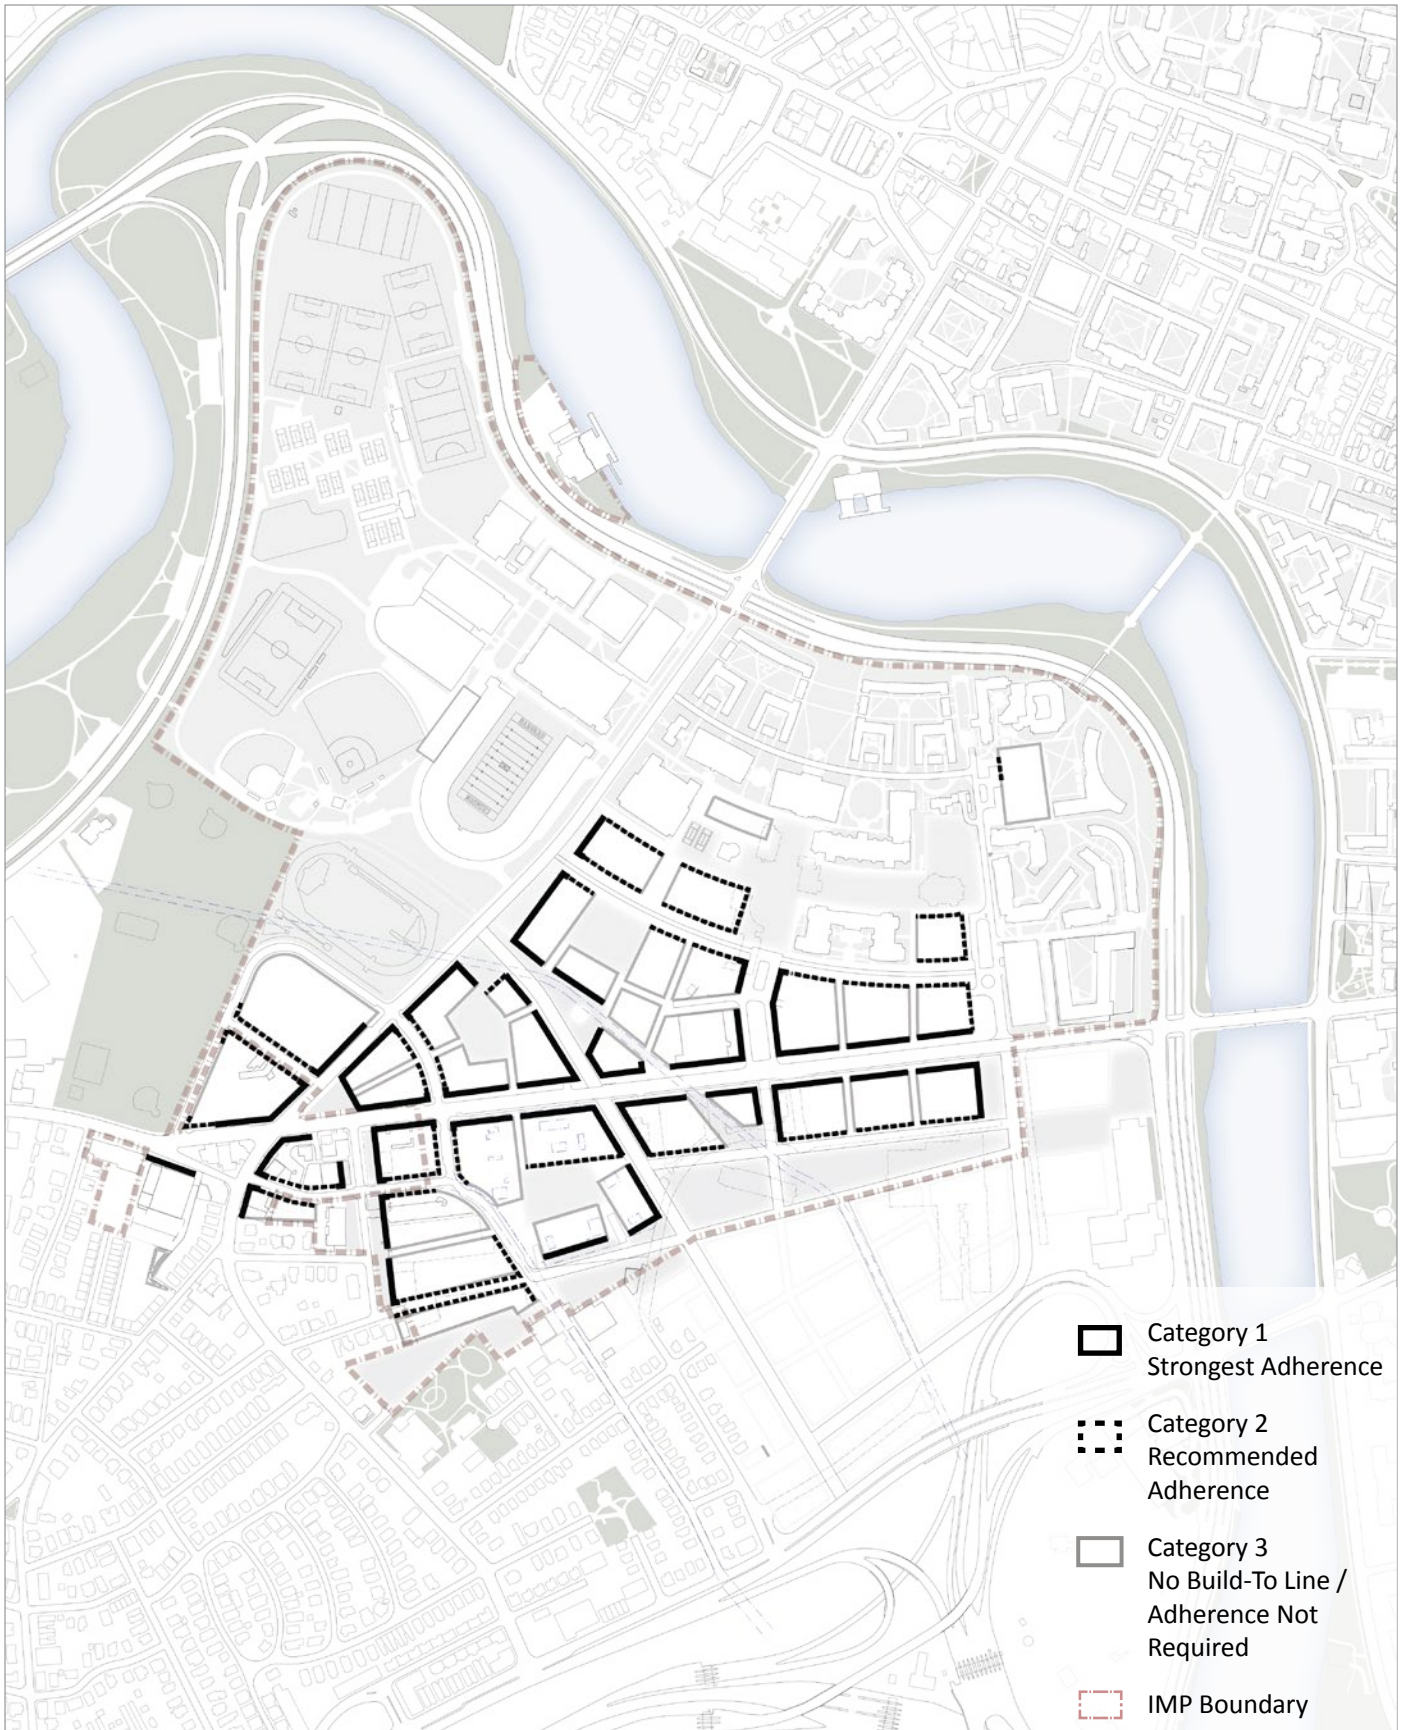 HARVARD
Category 1
Strongest Adherence
Category 2
Recommended
Adherence
Category 3
No Build-To Line /
Adherence Not
Required
IMP Boundary